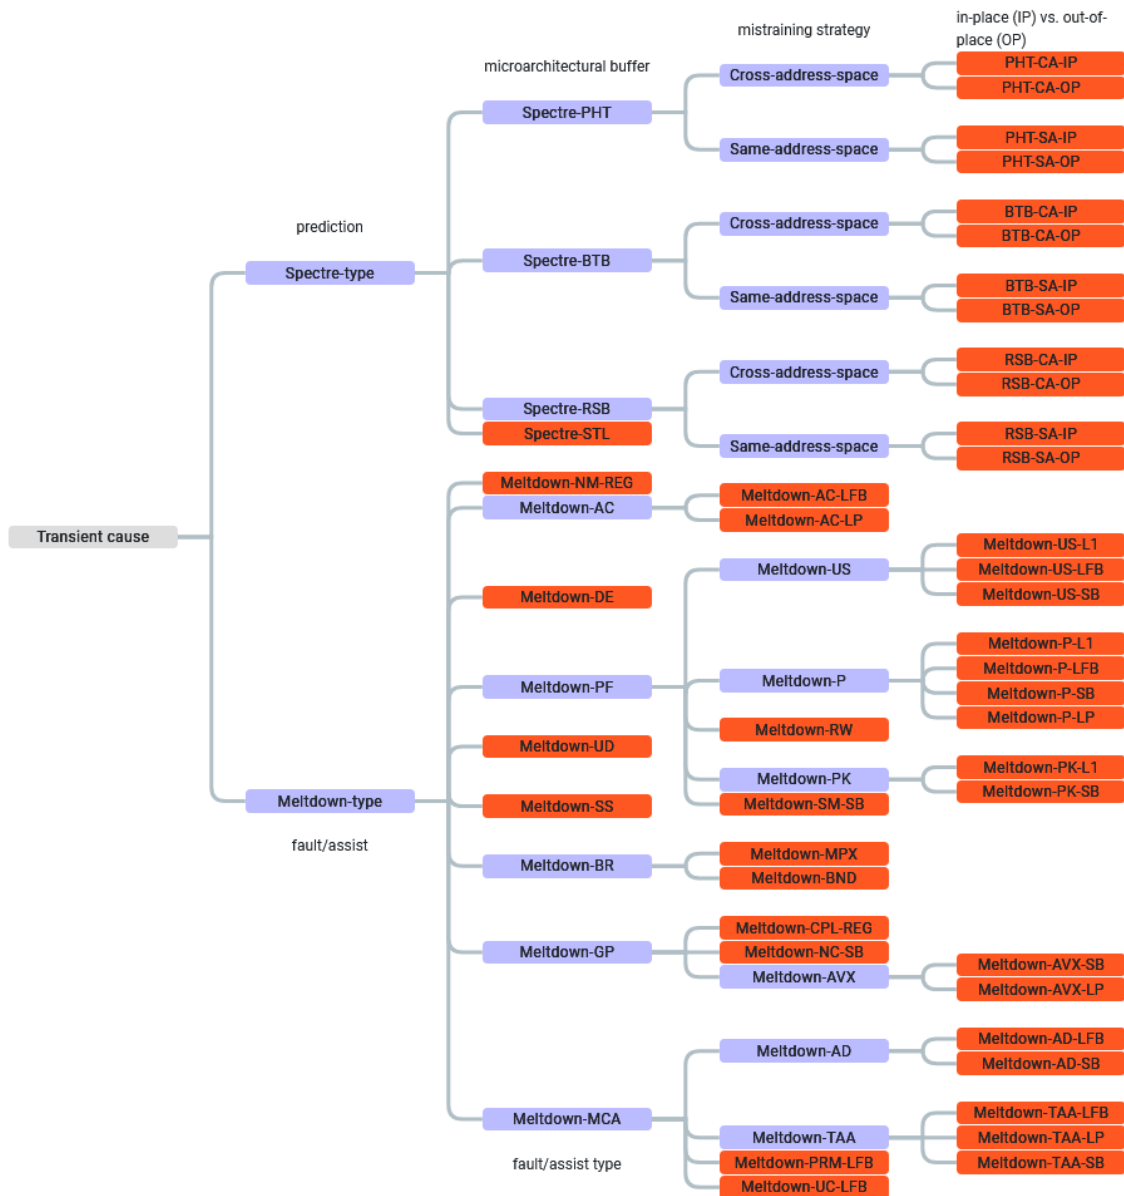 in-place (IP) vs. out-of-
place (OP)
mistraining strategy
microarchitectural buffer
prediction
Transient cause
Spectre-type
Spectre-PHT
Cross-address-space
PHT-CA-IP
PHT-CA-OP
Same-address-space
PHT-SA-IP
PHT-SA-OP
Spectre-BTB
Cross-address-space
BTB-CA-IP
BTB-CA-OP
Same-address-space
BTB-SA-IP
BTB-SA-OP
Spectre-RSB
Cross-address-space
RSB-CA-IP
RSB-CA-OP
Same-address-space
RSB-SA-IP
RSB-SA-OP
Spectre-STL
Meltdown-type
fault/assist
Meltdown-NM-REG
Meltdown-AC
Meltdown-AC-LFB
Meltdown-AC-LP
Meltdown-DE
Meltdown-PF
Meltdown-US
Meltdown-US-L1
Meltdown-US-LFB
Meltdown-US-SB
Meltdown-P
Meltdown-P-L1
Meltdown-P-LFB
Meltdown-P-SB
Meltdown-P-LP
Meltdown-RW
Meltdown-PK
Meltdown-PK-L1
Meltdown-PK-SB
Meltdown-SM-SB
Meltdown-UD
Meltdown-SS
Meltdown-BR
Meltdown-MPX
Meltdown-BND
Meltdown-GP
Meltdown-CPL-REG
Meltdown-NC-SB
Meltdown-AVX
Meltdown-AVX-SB
Meltdown-AVX-LP
Meltdown-MCA
fault/assist type
Meltdown-AD
Meltdown-AD-LFB
Meltdown-AD-SB
Meltdown-TAA
Meltdown-TAA-LFB
Meltdown-TAA-LP
Meltdown-TAA-SB
Meltdown-PRM-LFB
Meltdown-UC-LFB